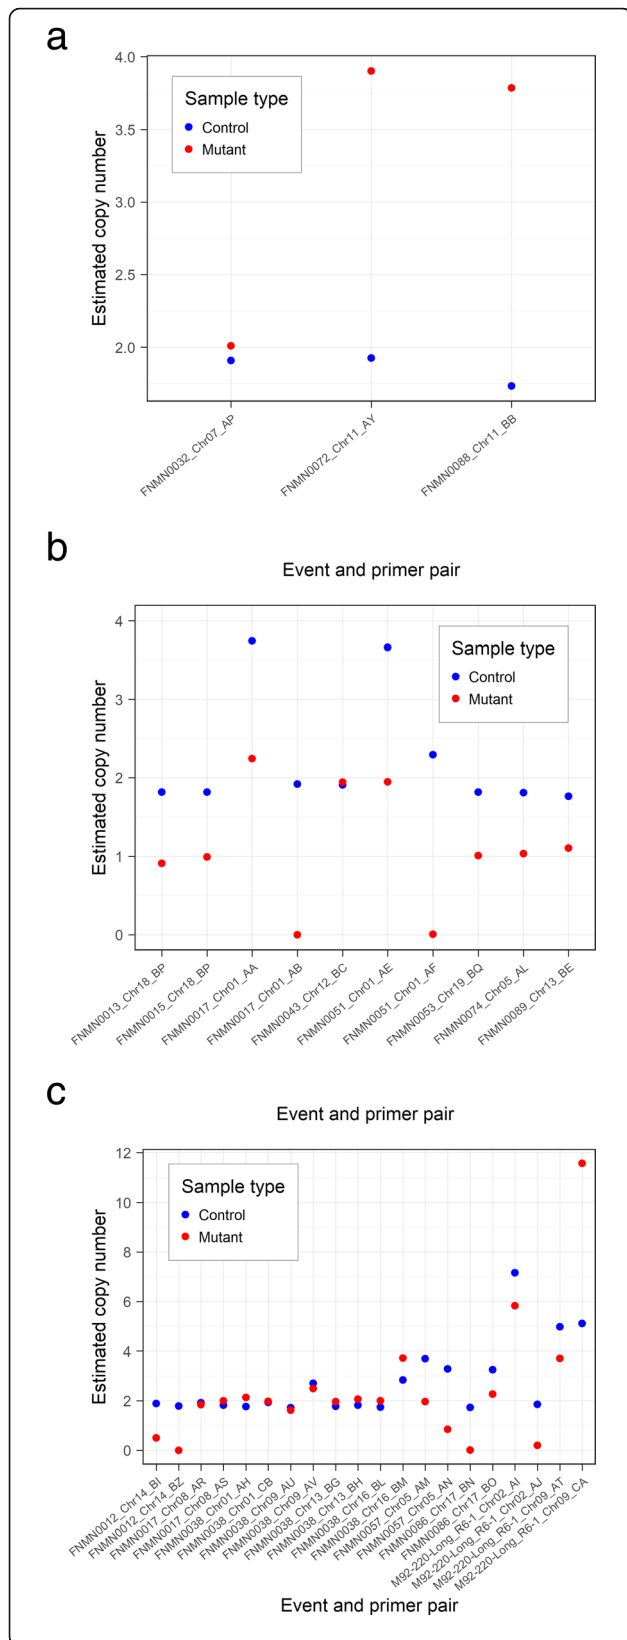 a
4.0
3.5
3.0
2.5
2.0
Estimated copy number
Sample type
Control
Mutant
FNMN0032_Chr07_AP
FNMN0072_Chr11_AY
FNMN0088_Chr11_BB
b
Event and primer pair
4
3
2
1
0
Estimated copy number
Sample type
Control
Mutant
FNMN0013_Chr18_BP
FNMN0015_Chr18_BP
FNMN0017_Chr01_AA
FNMN0017_Chr01_AB
FNMN0043_Chr12_BC
FNMN0051_Chr01_AE
FNMN0051_Chr01_AF
FNMN0053_Chr19_BQ
FNMN0074_Chr05_AL
FNMN0089_Chr13_BE
c
Event and primer pair
12
10
8
6
4
2
0
Estimated copy number
Sample type
Control
Mutant
FNMN0012_Chr14_BI
FNMN0012_Chr14_BZ
FNMN0017_Chr08_AR
FNMN0017_Chr08_AS
FNMN0038_Chr01_AH
FNMN0038_Chr01_CB
FNMN0038_Chr09_AU
FNMN0038_Chr09_AV
FNMN0038_Chr13_BG
FNMN0038_Chr13_BH
FNMN0038_Chr16_BL
FNMN0038_Chr16_BM
FNMN0057_Chr05_AM
FNMN0057_Chr05_AN
FNMN0086_Chr17_BN
FNMN0086_Chr17_BO
M92-220-Long_R6-1_Chr02_AI
M92-220-Long_R6-1_Chr02_AJ
M92-220-Long_R6-1_Chr09_AT
M92-220-Long_R6-1_Chr09_CA
Event and primer pair